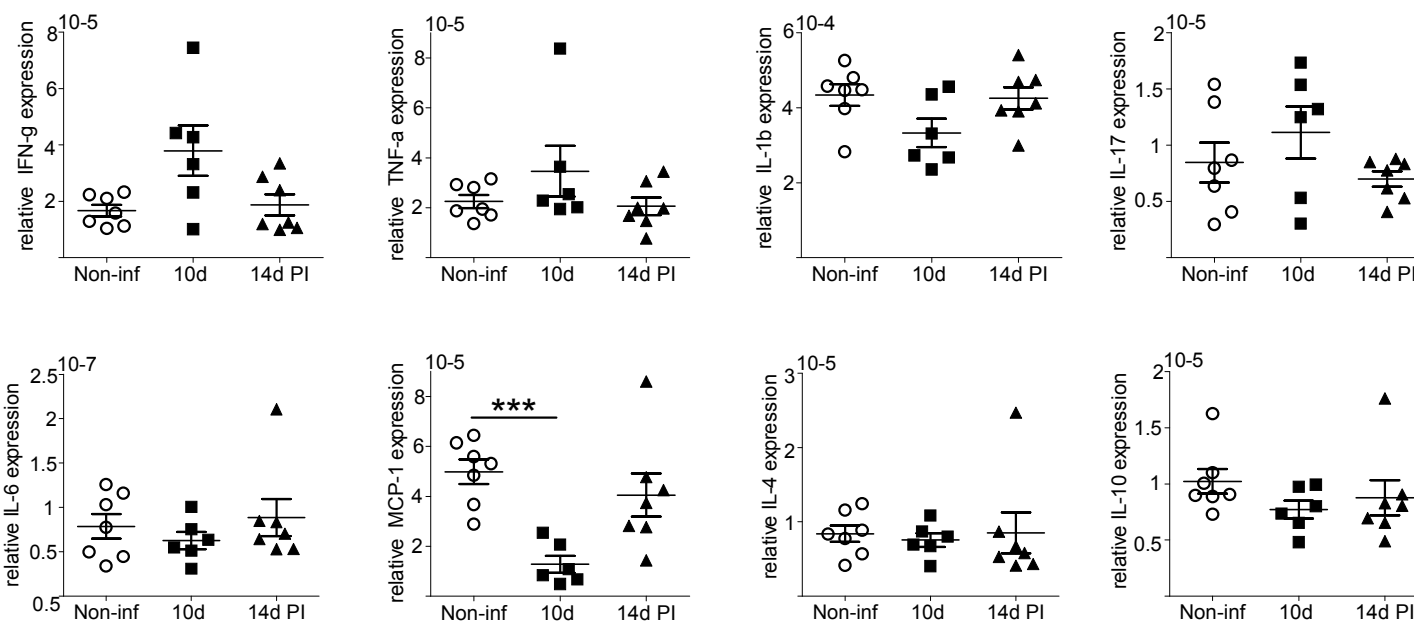 relative IFN-g expression
10-5
8
6
4
2
Non-inf 10d 14d PI
relative TNF-a expression
10-5
8
6
4
2
Non-inf 10d 14d PI
relative IL-1b expression
10-4
6
4
2
Non-inf 10d 14d PI
relative IL-17 expression
10-5
2
1.5
1
0.5
Non-inf 10d 14d PI
relative IL-6 expression
10-7
2.5
2
1.5
1
0.5
0.5
Non-inf 10d 14d PI
relative MCP-1 expression
10-5
8
6
4
2
***
Non-inf 10d 14d PI
relative IL-4 expression
10-5
3
2
1
Non-inf 10d 14d PI
relative IL-10 expression
10-5
2
1.5
1
0.5
Non-inf 10d 14d PI